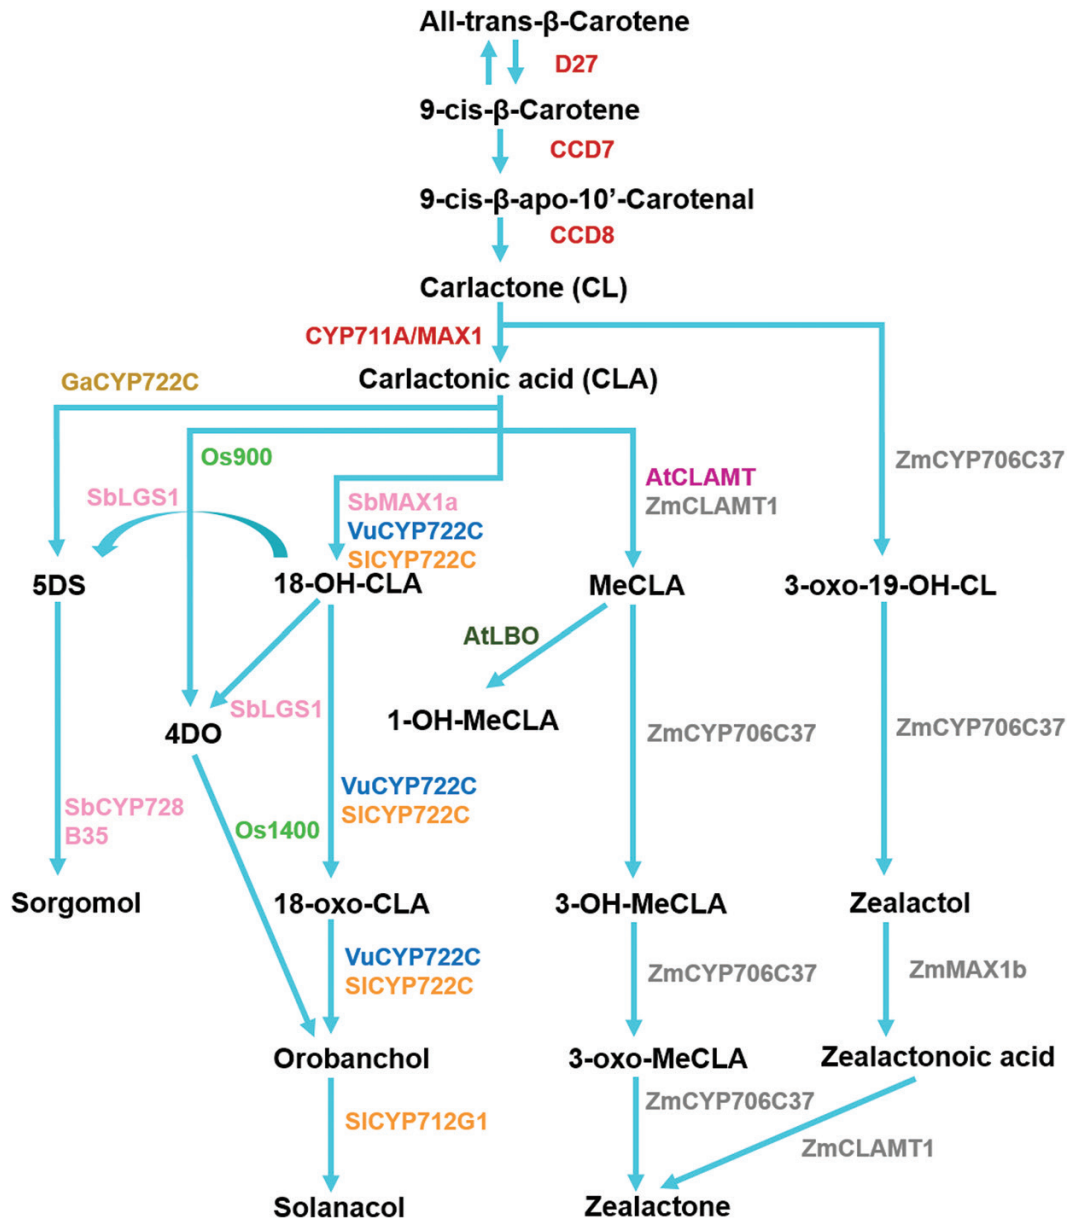 All-trans-β-Carotene
D27
9-cis-β-Carotene
CCD7
9-cis-β-apo-10’-Carotenal
CCD8
Carlactone (CL)
CYP711A/MAX1
Carlactonic acid (CLA)
GaCYP722C
Os900
ZmCYP706C37
AtCLAMT
ZmCLAMT1
SbLGS1
SbMAX1a
VuCYP722C
SlCYP722C
5DS
18-OH-CLA
MeCLA
3-oxo-19-OH-CL
AtLBO
SbLGS1
4DO
1-OH-MeCLA
ZmCYP706C37
ZmCYP706C37
SbCYP728
B35
VuCYP722C
SlCYP722C
Os1400
Sorgomol
18-oxo-CLA
3-OH-MeCLA
Zealactol
VuCYP722C
SlCYP722C
ZmCYP706C37
ZmMAX1b
Orobanchol
3-oxo-MeCLA
Zealactonoic acid
SlCYP712G1
ZmCYP706C37
ZmCLAMT1
Solanacol
Zealactone